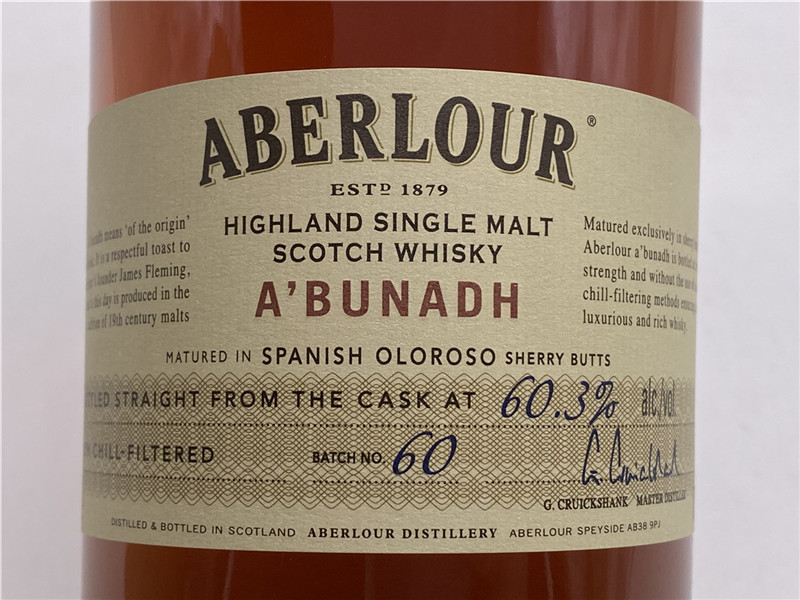 ABERLOUR®
ESTD 1879
HIGHLAND SINGLE MALT
SCOTCH WHISKY
A'BUNADH
means 'of the origin'
It is a respectful toast to
founder James Fleming,
this day is produced in the
of 19th century malts
Matured exclusively in sherry
Aberlour a'bunadh is bottled at
strength and without the use of
chill-filtering methods
luxurious and rich whisky.
MATURED IN SPANISH OLOROSO SHERRY BUTTS
STRAIGHT FROM THE CASK AT 60.3% alc/vol
CHILL-FILTERED BATCH NO. 60
G. Cruickshank
G. CRUICKSHANK MASTER DISTILLER
DISTILLED & BOTTLED IN SCOTLAND ABERLOUR DISTILLERY ABERLOUR SPEYSIDE AB38 9PJ